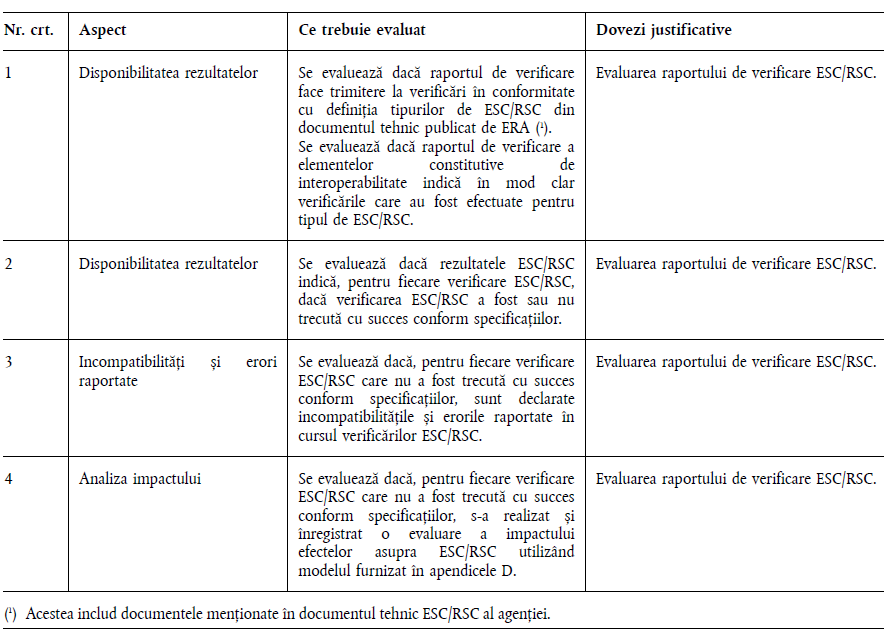 Nr. crt. Aspect Ce trebuie evaluat Dovezi justificative
1 Disponibilitatea rezultatelor Se evaluează dacă raportul de verificare Evaluarea raportului de verificare ESC/RSC.
face trimitere la verificări în conformitate
cu definiția tipurilor de ESC/RSC din
documentul tehnic publicat de ERA (¹).
Se evaluează dacă raportul de verificare a
elementelor constitutive de
interoperabilitate indică în mod clar
verificările care au fost efectuate pentru
tipul de ESC/RSC.
2 Disponibilitatea rezultatelor Se evaluează dacă rezultatele ESC/RSC Evaluarea raportului de verificare ESC/RSC.
indică, pentru fiecare verificare ESC/RSC,
dacă verificarea ESC/RSC a fost sau nu
trecută cu succes conform specificațiilor.
3 Incompatibilități și erori Se evaluează dacă, pentru fiecare verificare Evaluarea raportului de verificare ESC/RSC.
raportate ESC/RSC care nu a fost trecută cu succes
conform specificațiilor, sunt declarate
incompatibilitățile și erorile raportate în
cursul verificărilor ESC/RSC.
4 Analiza impactului Se evaluează dacă, pentru fiecare verificare Evaluarea raportului de verificare ESC/RSC.
ESC/RSC care nu a fost trecută cu succes
conform specificațiilor, s-a realizat și
înregistrat o evaluare a impactului
efectelor asupra ESC/RSC utilizând
modelul furnizat în apendicele D.
(¹) Acestea includ documentele menționate în documentul tehnic ESC/RSC al agenției.